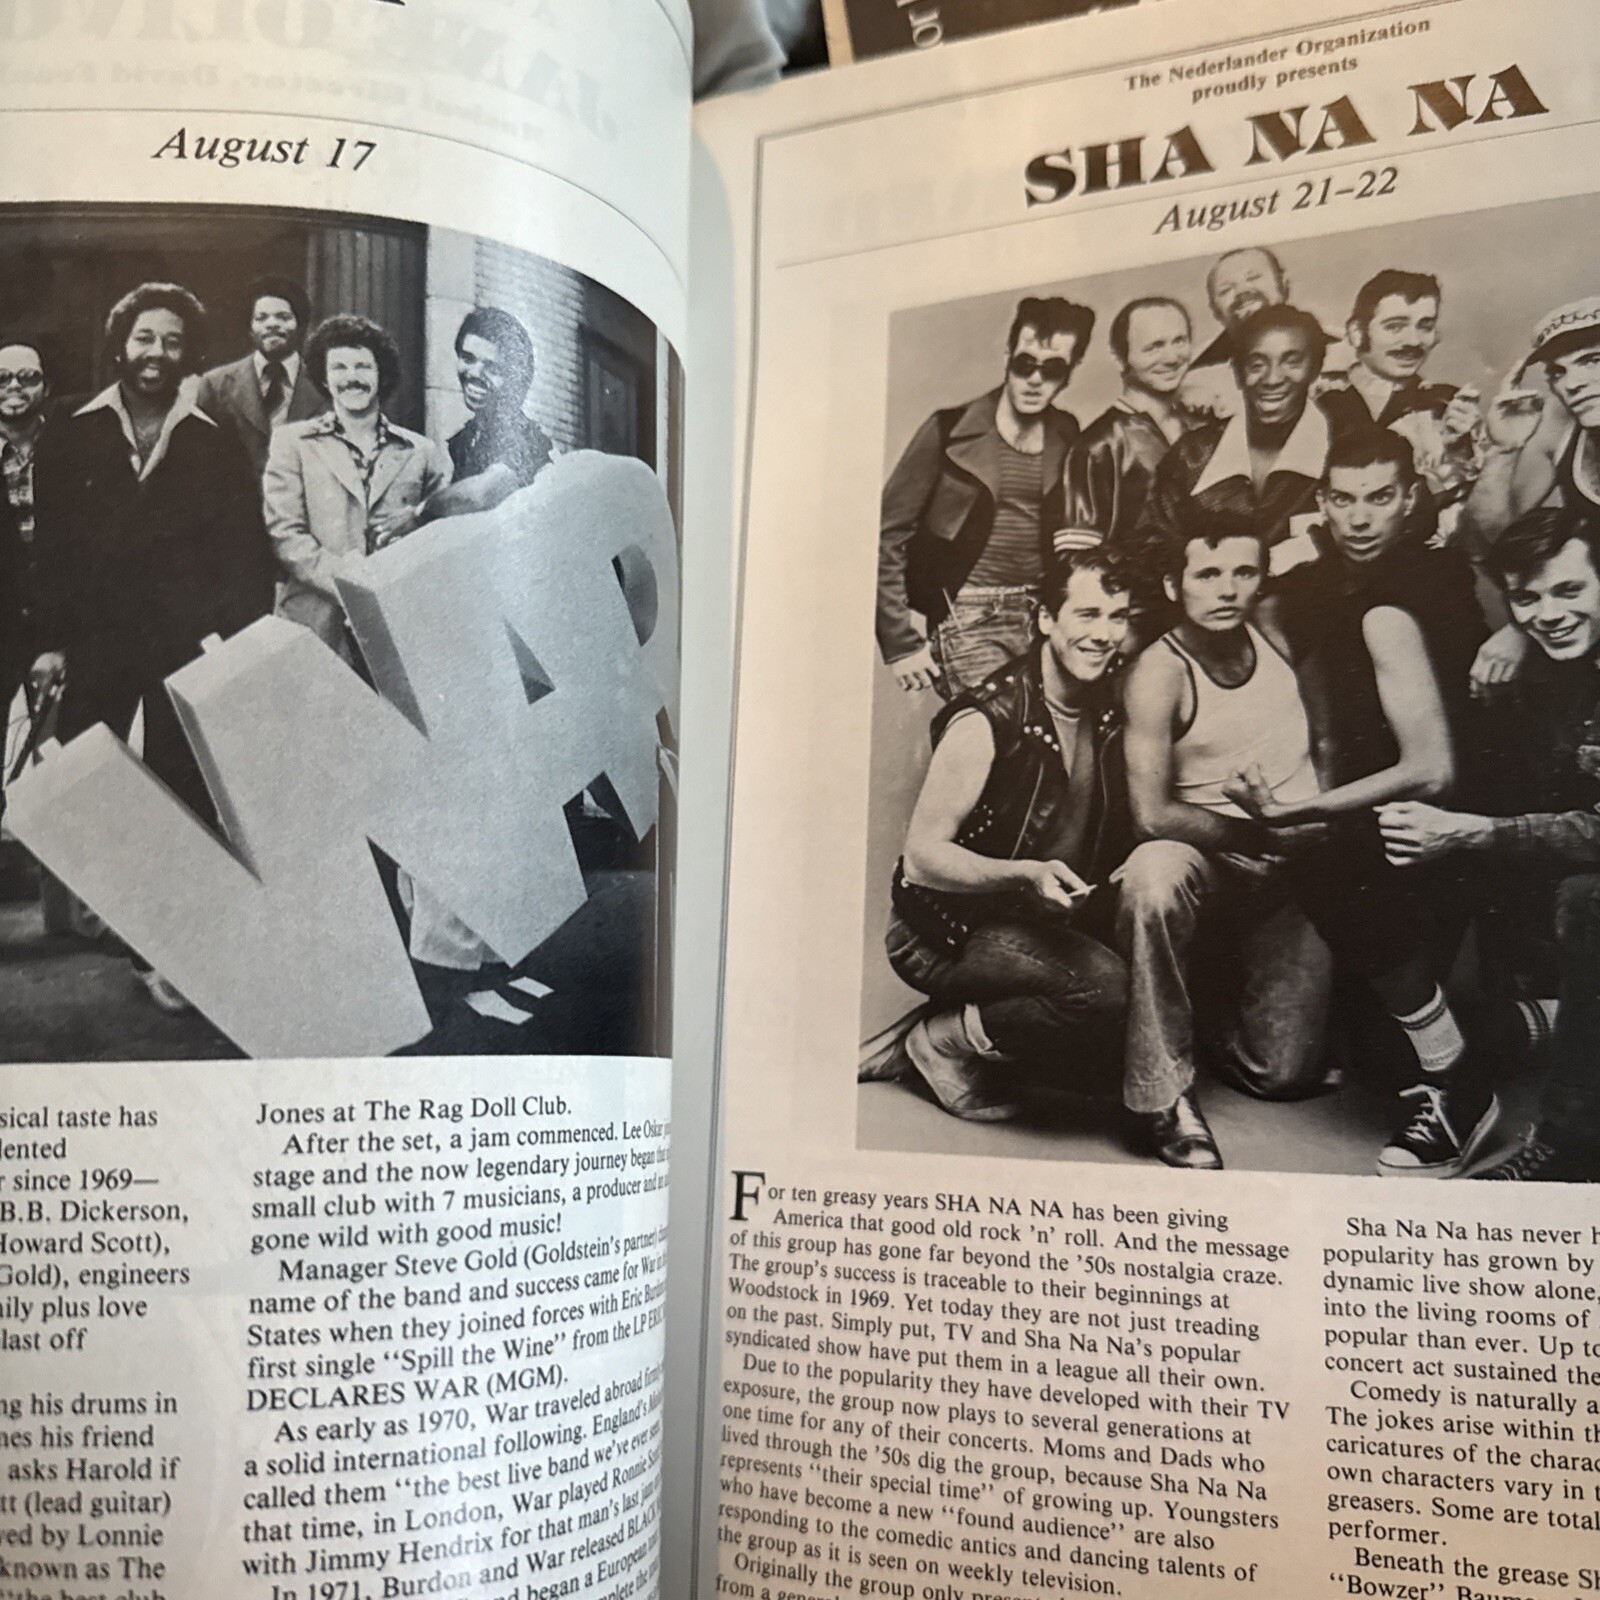 August 17
WAR
sical taste has
lented
r since 1969—
B.B. Dickerson,
Howard Scott),
Gold), engineers
nily plus love
last off
ng his drums in
nes his friend
asks Harold if
tt (lead guitar)
ved by Lonnie
known as The
"the best club
Jones at The Rag Doll Club.
After the set, a jam commenced. Lee Oskar
stage and the now legendary journey began
small club with 7 musicians, a producer and
gone wild with good music!
Manager Steve Gold (Goldstein's partner)
name of the band and success came for War
States when they joined forces with Eric Burdon
first single "Spill the Wine" from the LP ERIC
DECLARES WAR (MGM).
As early as 1970, War traveled abroad
a solid international following. England's
called them "the best live band we've ever
that time, in London, War played Ronnie
with Jimmy Hendrix for that man's last jam
In 1971, Burdon and War released BLACK
began a European
The Nederlander Organization
proudly presents
SHA NA NA
August 21–22
For ten greasy years SHA NA NA has been giving
America that good old rock 'n' roll. And the message
of this group has gone far beyond the '50s nostalgia craze.
The group's success is traceable to their beginnings at
Woodstock in 1969. Yet today they are not just treading
on the past. Simply put, TV and Sha Na Na's popular
syndicated show have put them in a league all their own.
Due to the popularity they have developed with their TV
exposure, the group now plays to several generations at
one time for any of their concerts. Moms and Dads who
lived through the '50s dig the group, because Sha Na Na
represents "their special time" of growing up. Youngsters
who have become a new "found audience" are also
responding to the comedic antics and dancing talents of
the group as it is seen on weekly television.
Originally the group only
from a
Sha Na Na has never h
popularity has grown by
dynamic live show alone,
into the living rooms of
popular than ever. Up to
concert act sustained the
Comedy is naturally a
The jokes arise within th
caricatures of the charac
own characters vary in t
greasers. Some are total
performer.
Beneath the grease Sh
"Bowzer"